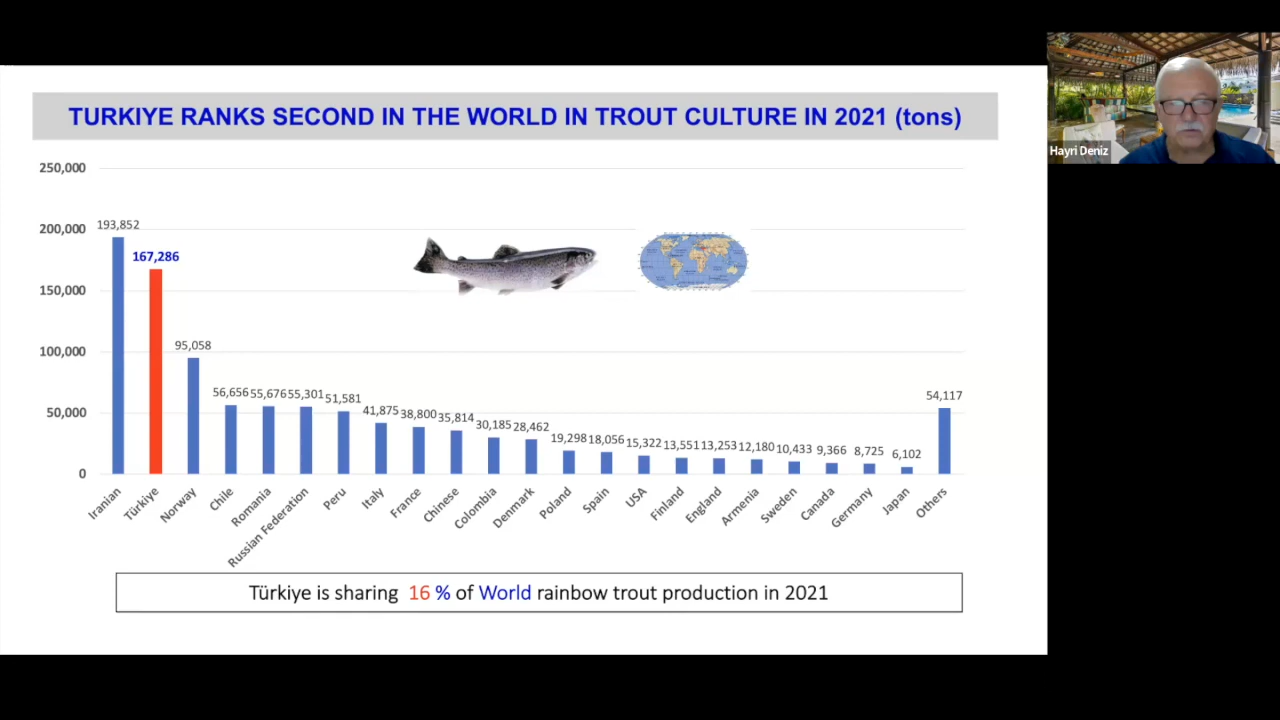 TURKIYE RANKS SECOND IN THE WORLD IN TROUT CULTURE IN 2021 (tons)
Hayri Deniz
250,000
200,000
150,000
100,000
50,000
0
193,852
167,286
95,058
56,656
55,676
55,301
51,581
41,875
38,800
35,814
30,185
28,462
19,298
18,056
15,322
13,551
13,253
12,180
10,433
9,366
8,725
6,102
54,117
Iranian
Türkiye
Norway
Chile
Romania
Russian Federation
Peru
Italy
France
Chinese
Colombia
Denmark
Poland
Spain
USA
Finland
England
Armenia
Sweden
Canada
Germany
Japan
Others
Türkiye is sharing 16 % of World rainbow trout production in 2021